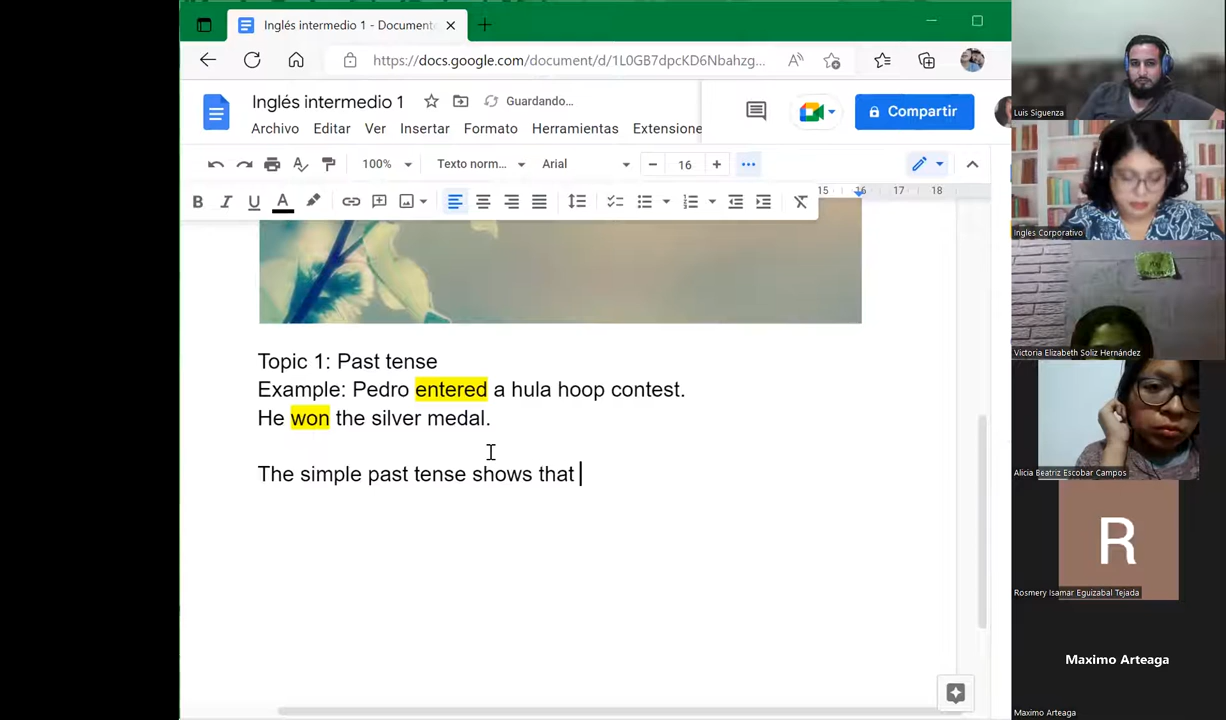 Inglés intermedio 1 - Documento
https://docs.google.com/document/d/1L0GB7dpcKD6Nbahzg...
Inglés intermedio 1
Guardando...
Compartir
Archivo Editar Ver Insertar Formato Herramientas Extensione
100% Texto norm... Arial 16
15 16 17 18
Topic 1: Past tense
Example: Pedro entered a hula hoop contest.
He won the silver medal.
The simple past tense shows that
Luis Siguenza
Ingles Corporativo
Victoria Elizabeth Soliz Hernández
Alicia Beatriz Escobar Campos
R
Rosmery Isamar Eguizabal Tejada
Maximo Arteaga
Maximo Arteaga